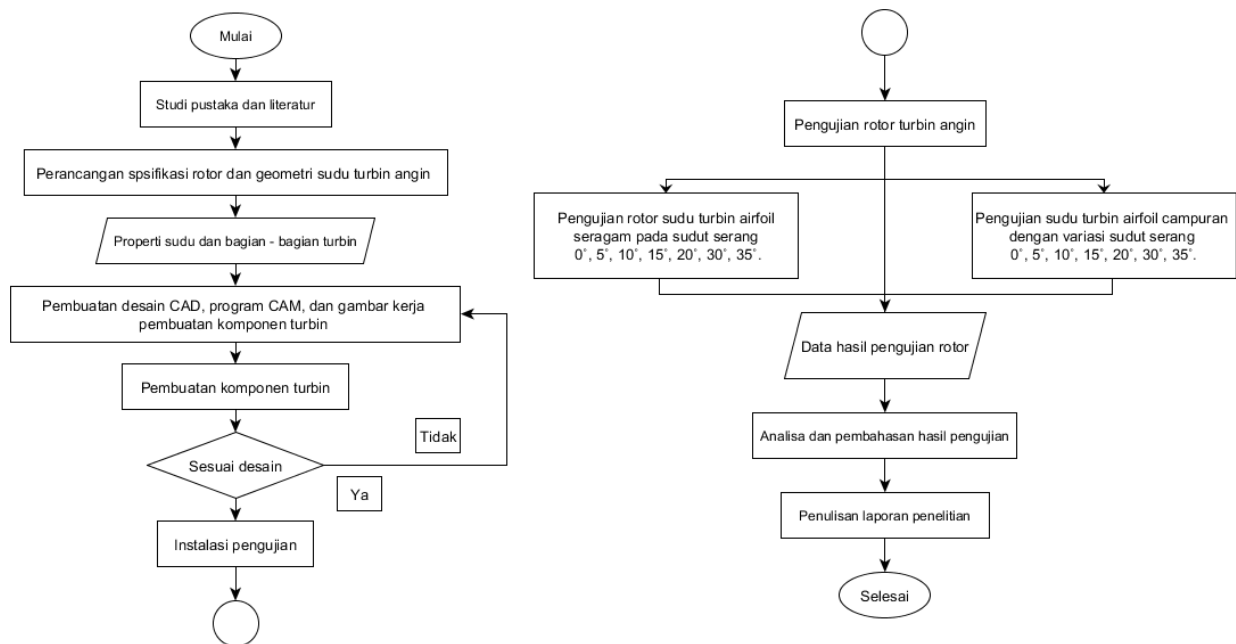 Mulai
Studi pustaka dan literatur
Perancangan spsifikasi rotor dan geometri sudu turbin angin
Properti sudu dan bagian - bagian turbin
Pembuatan desain CAD, program CAM, dan gambar kerja
pembuatan komponen turbin
Pembuatan komponen turbin
Tidak
Sesuai desain
Ya
Instalasi pengujian
Pengujian rotor turbin angin
Pengujian rotor sudu turbin airfoil
seragam pada sudut serang
0˚, 5˚, 10˚, 15˚, 20˚, 30˚, 35˚.
Pengujian sudu turbin airfoil campuran
dengan variasi sudut serang
0˚, 5˚, 10˚, 15˚, 20˚, 30˚, 35˚.
Data hasil pengujian rotor
Analisa dan pembahasan hasil pengujian
Penulisan laporan penelitian
Selesai